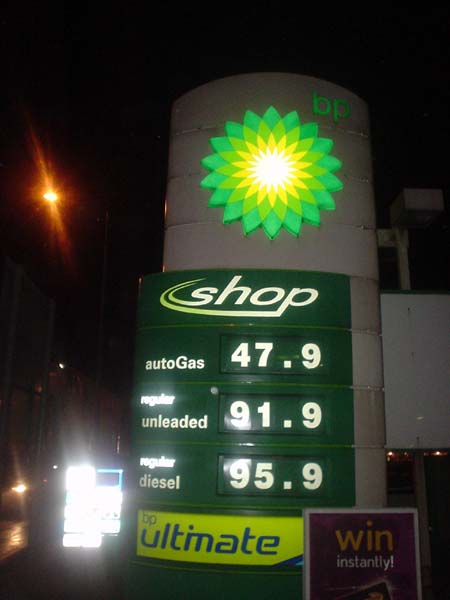 bp
shop
autoGas 47.9
regular
unleaded 91.9
regular
diesel 95.9
bp
ultimate
win
instantly!